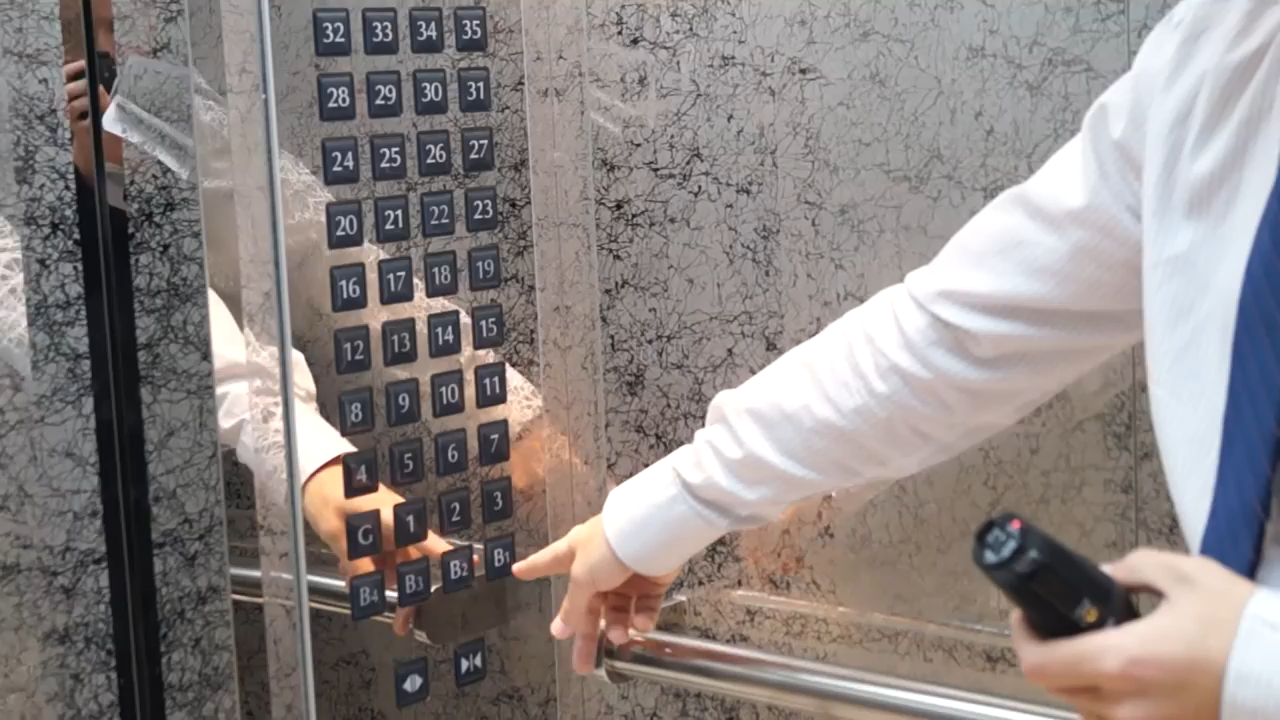 32 33 34 35
28 29 30 31
24 25 26 27
20 21 22 23
16 17 18 19
12 13 14 15
8 9 10 11
4 5 6 7
G 1 2 3
B4 B3 B2 B1